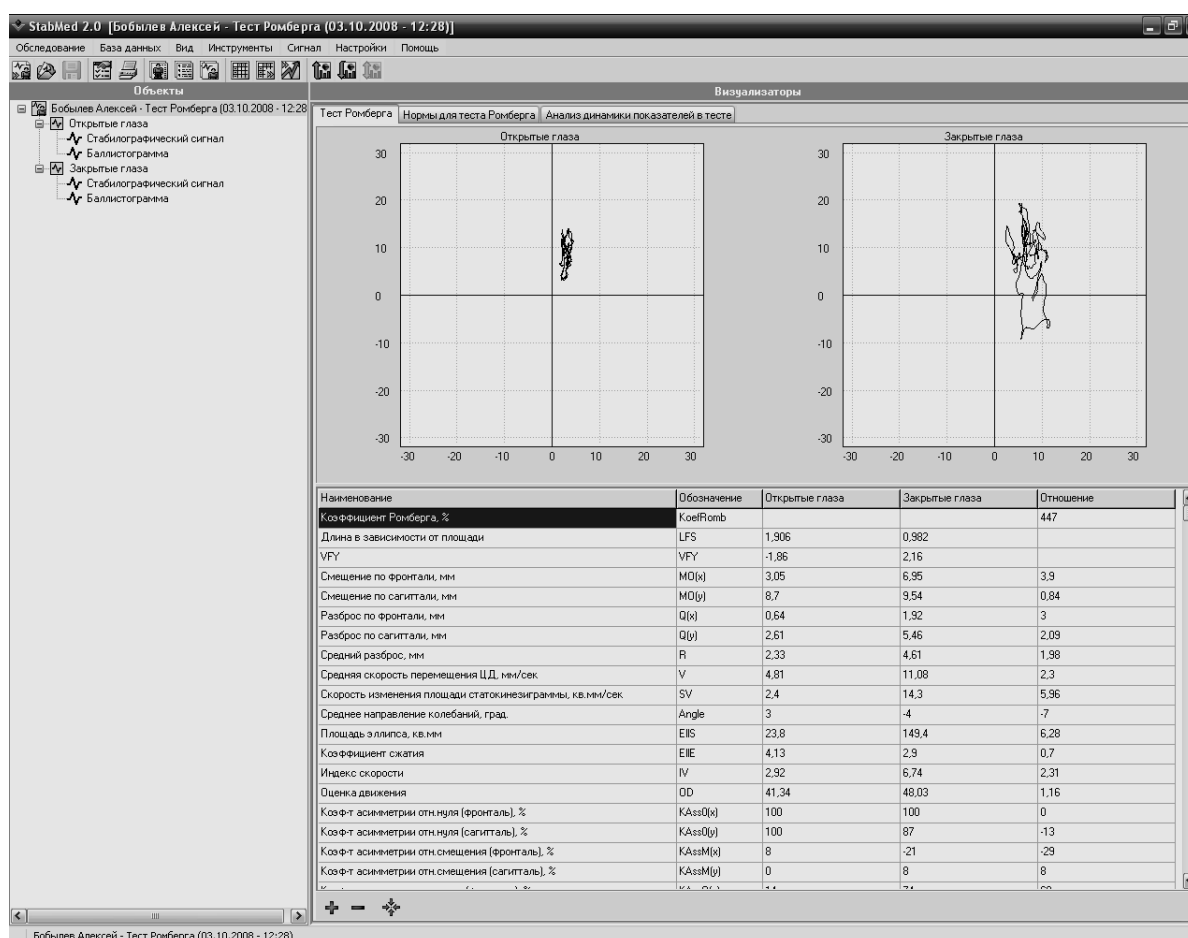 StabMed 2.0 [Бобылев Алексей - Тест Ромберга (03.10.2008 - 12:28)]
Обследование База данных Вид Инструменты Сигнал Настройки Помощь
Объекты
Визуализаторы
Бобылев Алексей - Тест Ромберга (03.10.2008 - 12:28
Открытые глаза
Стабилографический сигнал
Баллистограмма
Закрытые глаза
Стабилографический сигнал
Баллистограмма
Тест Ромберга Нормы для теста Ромберга Анализ динамики показателей в тесте
Открытые глаза
30
20
10
0
-10
-20
-30
-30 -20 -10 0 10 20 30
Закрытые глаза
30
20
10
0
-10
-20
-30
-30 -20 -10 0 10 20 30
Наименование Обозначение Открытые глаза Закрытые глаза Отношение
Коэффициент Ромберга, % KoefRomb 447
Длина в зависимости от площади LFS 1,906 0,982
VFY VFY -1,86 2,16
Смещение по фронтали, мм MO(x) 3,05 6,95 3,9
Смещение по сагиттали, мм MO(y) 8,7 9,54 0,84
Разброс по фронтали, мм Q(x) 0,64 1,92 3
Разброс по сагиттали, мм Q(y) 2,61 5,46 2,09
Средний разброс, мм R 2,33 4,61 1,98
Средняя скорость перемещения ЦД, мм/сек V 4,81 11,08 2,3
Скорость изменения площади статокинезиграммы, кв.мм/сек SV 2,4 14,3 5,96
Среднее направление колебаний, град. Angle 3 -4 -7
Площадь эллипса, кв.мм EllS 23,8 149,4 6,28
Коэффициент сжатия EllE 4,13 2,9 0,7
Индекс скорости IV 2,92 6,74 2,31
Оценка движения OD 41,34 48,03 1,16
Коэф-т асимметрии отн.нуля (фронталь), % KAss0(x) 100 100 0
Коэф-т асимметрии отн.нуля (сагитталь), % KAss0(y) 100 87 -13
Коэф-т асимметрии отн.смещения (фронталь), % KAssM(x) 8 -21 -29
Коэф-т асимметрии отн.смещения (сагитталь), % KAssM(y) 0 8 8
Бобылев Алексей - Тест Ромберга (03.10.2008 - 12:28)